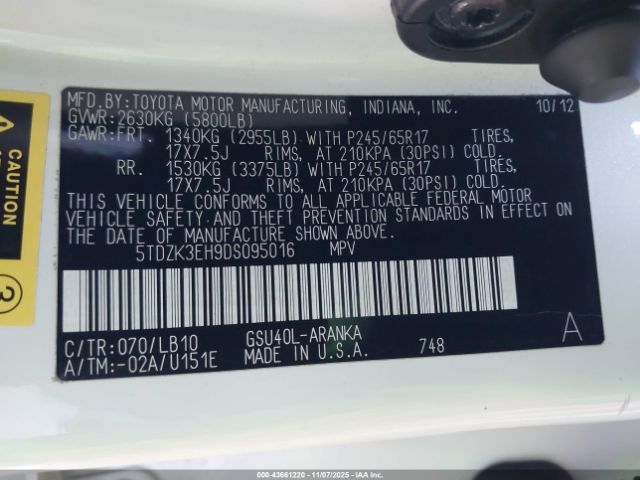 MFD.BY:TOYOTA MOTOR MANUFACTURING, INDIANA, INC. 10/12
GVWR:2630KG (5800LB)
GAWR:FRT. 1340KG (2955LB) WITH P245/65R17 TIRES,
17X7.5J RIMS, AT 210KPA (30PSI) COLD.
RR. 1530KG (3375LB) WITH P245/65R17 TIRES,
17X7.5J RIMS, AT 210KPA (30PSI) COLD.
THIS VEHICLE CONFORMS TO ALL APPLICABLE FEDERAL MOTOR
VEHICLE SAFETY AND THEFT PREVENTION STANDARDS IN EFFECT ON
THE DATE OF MANUFACTURE SHOWN ABOVE.
5TDZK3EH9DS095016 MPV
C/TR:070/LB10 GSU40L-ARANKA
A/TM:-02A/U151E MADE IN U.S.A. 748 A
CAUTION
3
000-43661220 - 11/07/2025 - IAAI.COM